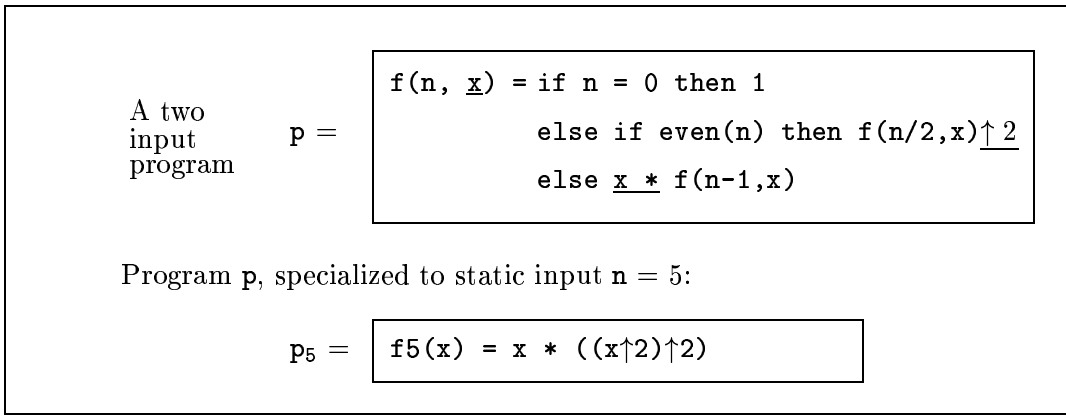 A two
input
program
p =
f(n, x) = if n = 0 then 1
else if even(n) then f(n/2,x)↑ 2
else x * f(n-1,x)
Program p, specialized to static input n = 5:
p₅ = f5(x) = x * ((x↑2)↑2)